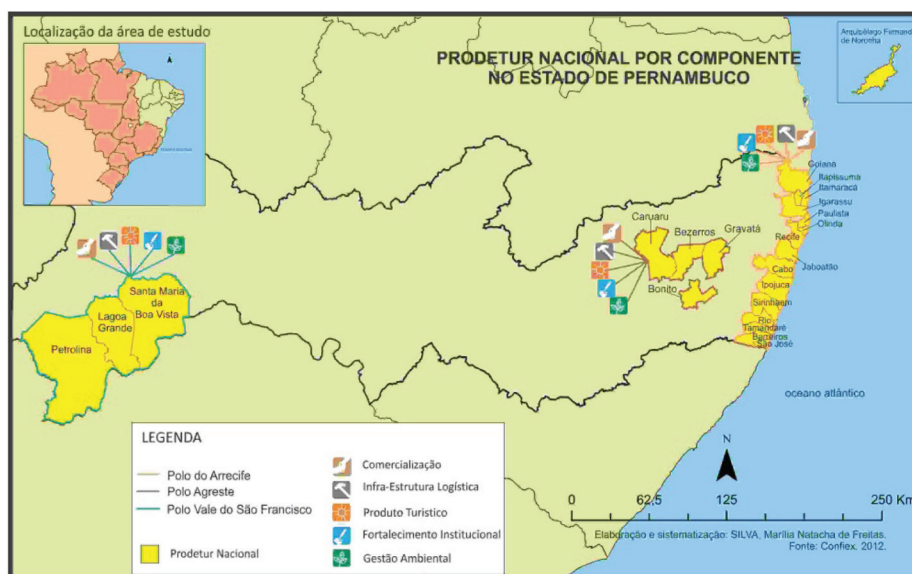 Localização da área de estudo
PRODETUR NACIONAL POR COMPONENTE
NO ESTADO DE PERNAMBUCO
Arquipélago Fernando
de Noronha
Goiana
Itapissuma
Itamaracá
Igarassu
Paulista
Olinda
Recife
Jaboatão
Cabo
Ipojuca
Sirinhaem
Rio
Tamandaré
Barreiros
São José
Caruaru
Bezerros
Gravatá
Bonito
Santa Maria
da
Boa Vista
Lagoa
Grande
Petrolina
oceano atlântico
LEGENDA
Polo do Arrecife
Polo Agreste
Polo Vale do São Francisco
Prodetur Nacional
Comercialização
Infra-Estrutura Logística
Produto Turistico
Fortalecimento Institucional
Gestão Ambiental
N
0 62,5 125 250 Km
Elaboração e sistematização: SILVA, Marília Natacha de Freitas.
Fonte: Confiex. 2012.